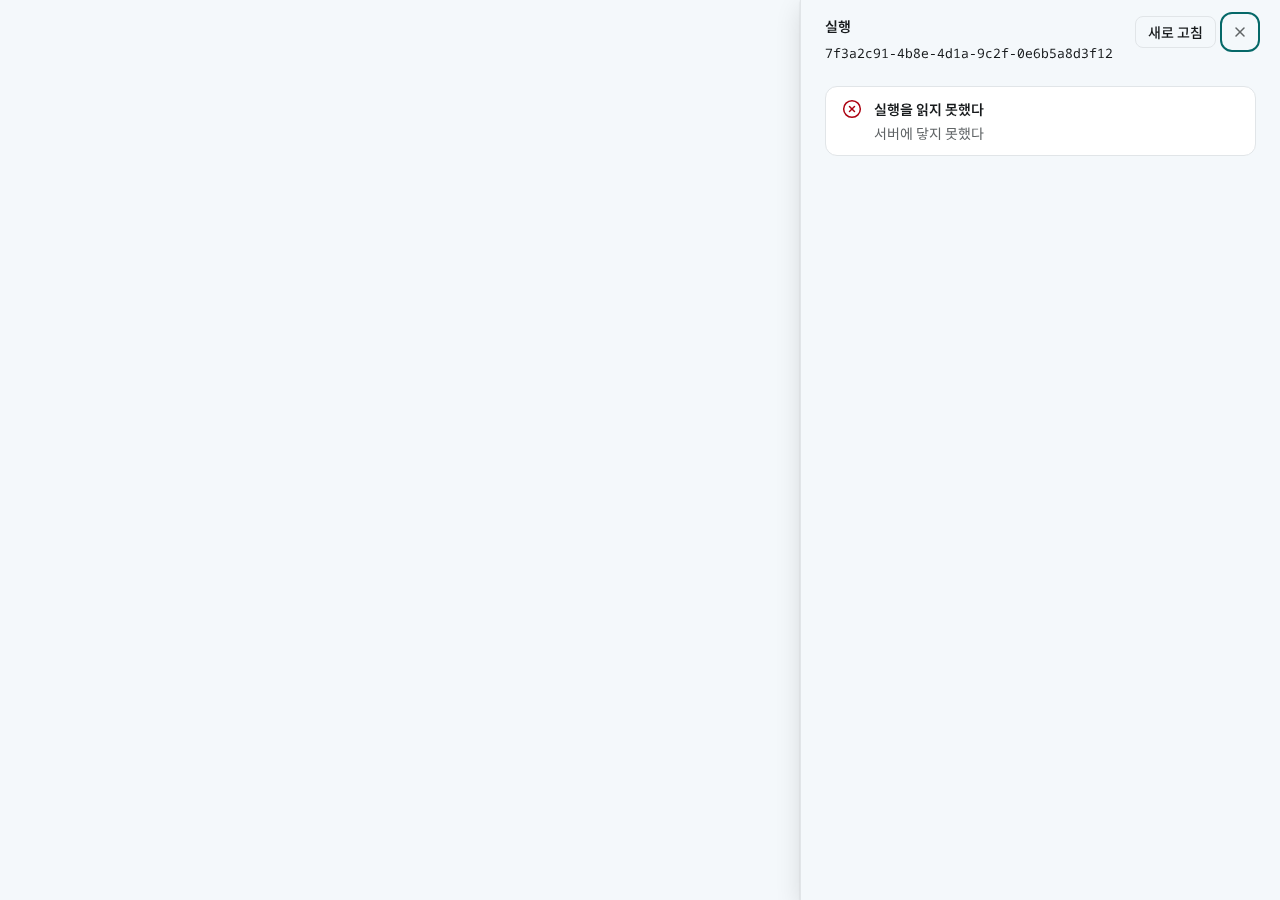 실행
새로 고침
7f3a2c91-4b8e-4d1a-9c2f-0e6b5a8d3f12
실행을 읽지 못했다
서버에 닿지 못했다